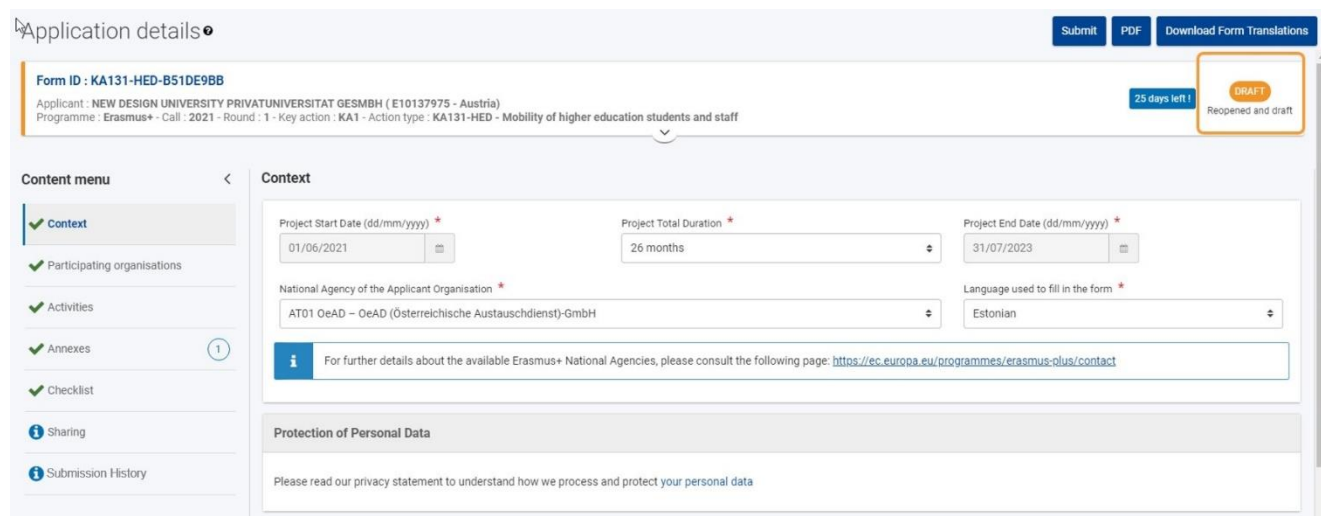 Application details
Submit
PDF
Download Form Translations
Form ID : KA131-HED-B51DE9BB
Applicant : NEW DESIGN UNIVERSITY PRIVATUNIVERSITAT GESMBH ( E10137975 - Austria)
Programme : Erasmus+ - Call : 2021 - Round : 1 - Key action : KA1 - Action type : KA131-HED - Mobility of higher education students and staff
25 days left !
DRAFT
Reopened and draft
Content menu
Context
Participating organisations
Activities
Annexes
1
Checklist
Sharing
Submission History
Context
Project Start Date (dd/mm/yyyy) *
Project Total Duration *
Project End Date (dd/mm/yyyy) *
01/06/2021
26 months
31/07/2023
National Agency of the Applicant Organisation *
Language used to fill in the form *
AT01 OeAD – OeAD (Österreichische Austauschdienst)-GmbH
Estonian
For further details about the available Erasmus+ National Agencies, please consult the following page: https://ec.europa.eu/programmes/erasmus-plus/contact
Protection of Personal Data
Please read our privacy statement to understand how we process and protect your personal data